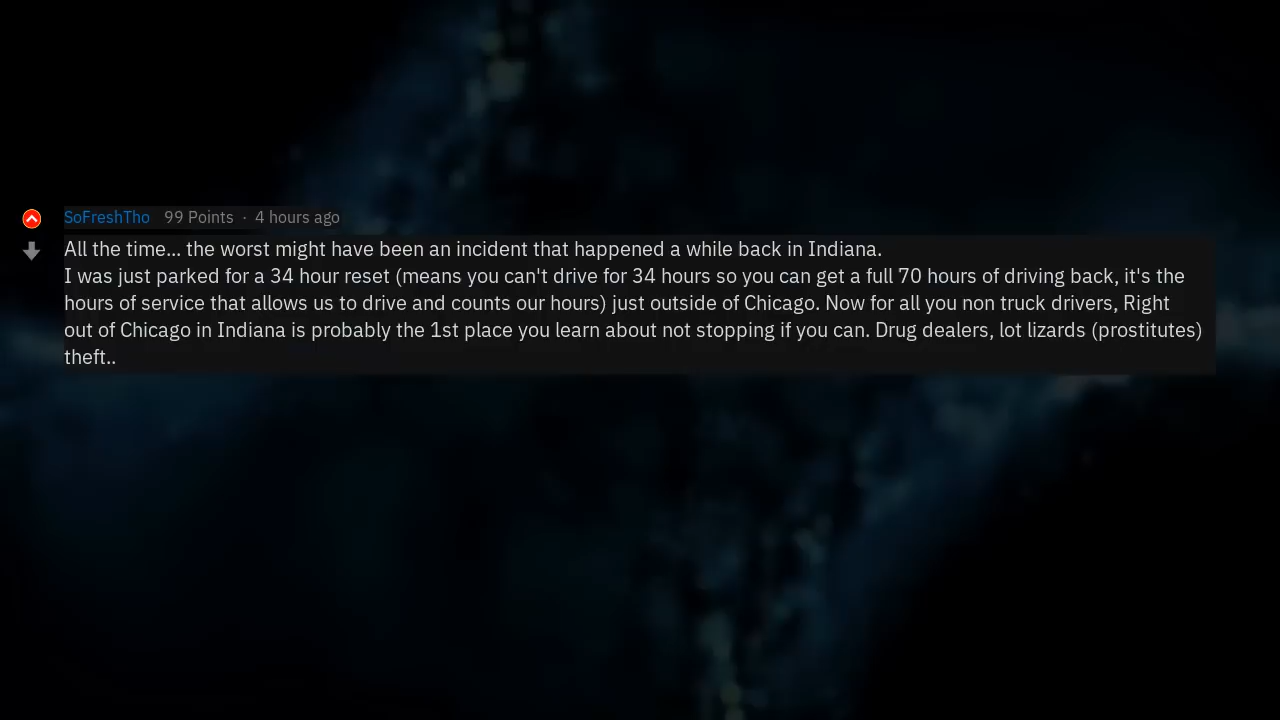 SoFreshTho 99 Points · 4 hours ago
All the time... the worst might have been an incident that happened a while back in Indiana.
I was just parked for a 34 hour reset (means you can't drive for 34 hours so you can get a full 70 hours of driving back, it's the
hours of service that allows us to drive and counts our hours) just outside of Chicago. Now for all you non truck drivers, Right
out of Chicago in Indiana is probably the 1st place you learn about not stopping if you can. Drug dealers, lot lizards (prostitutes)
theft..